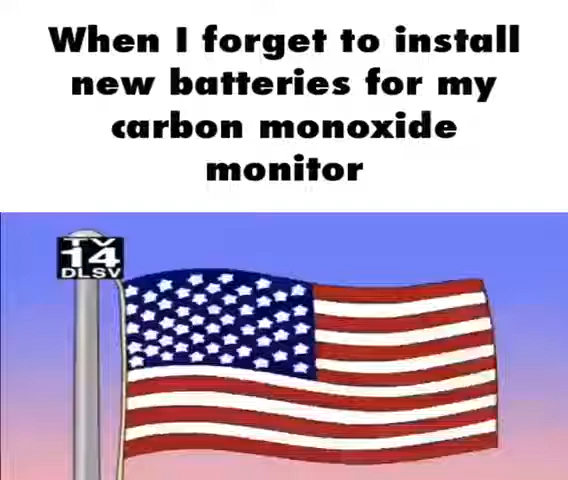 When I forget to install
new batteries for my
carbon monoxide
monitor
TV
14
DLSV